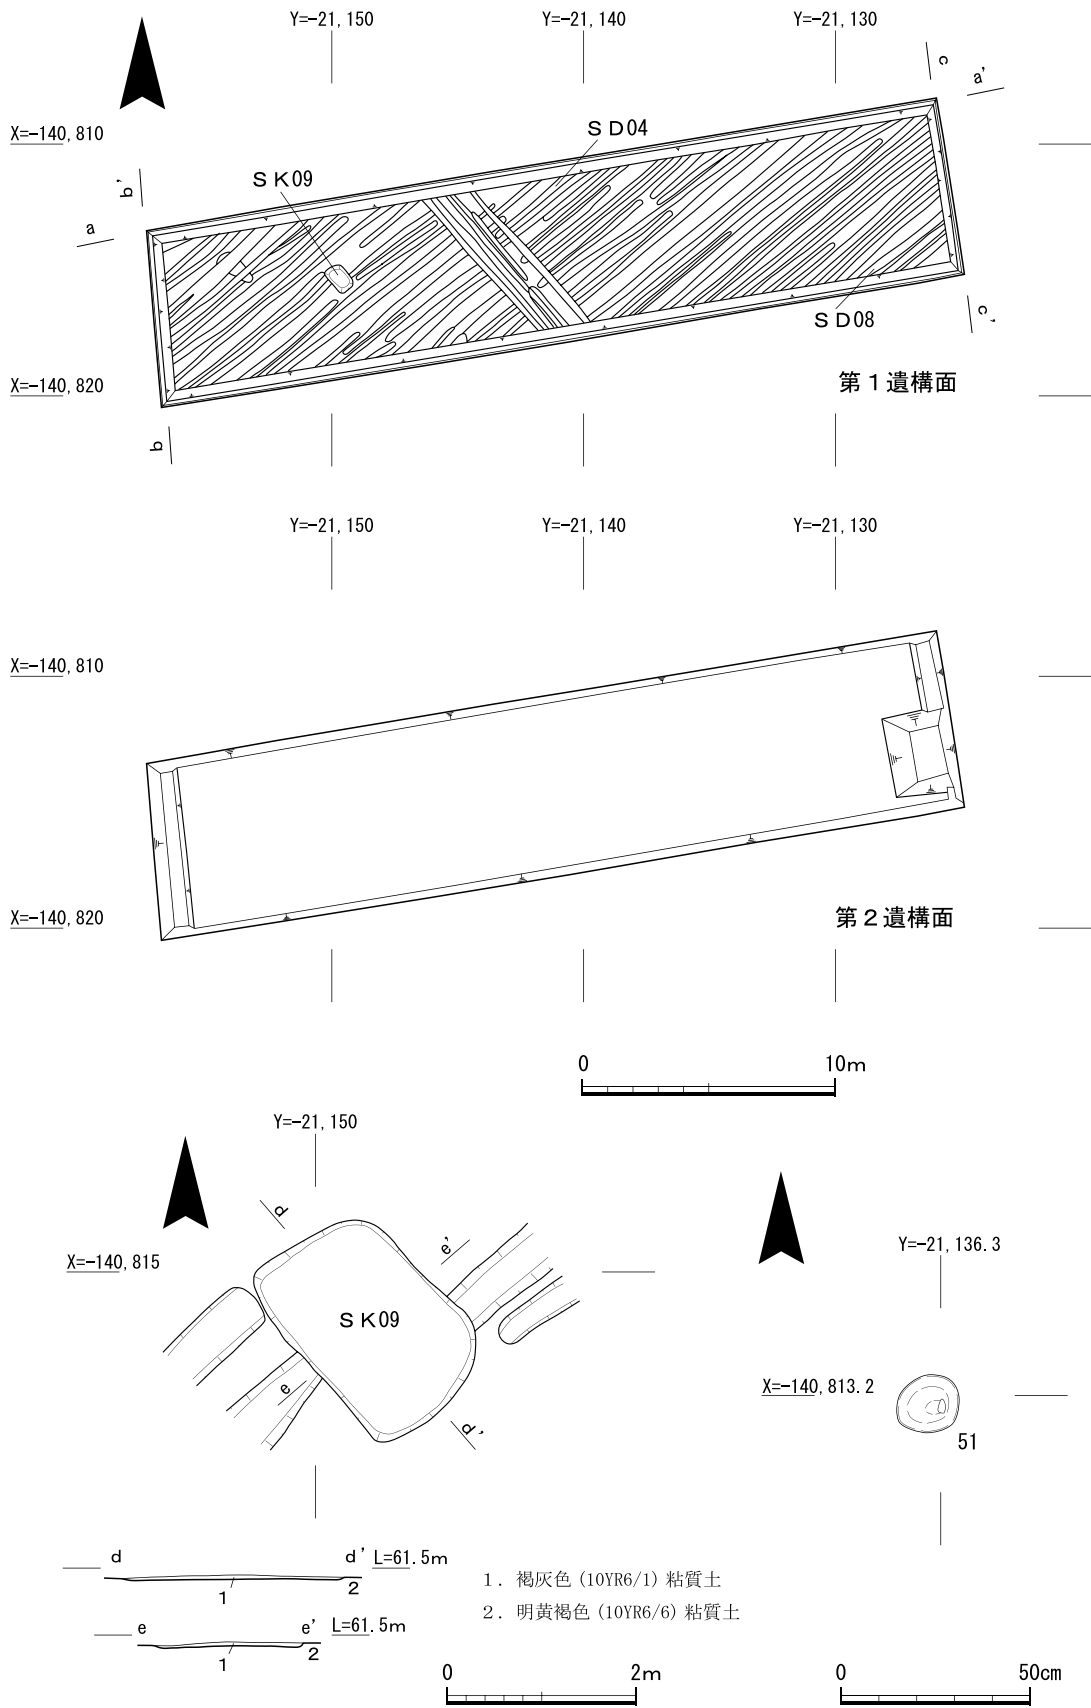 Y=-21,150
Y=-21,140
Y=-21,130
c
a'
X=-140,810
SD04
SK09
b'
a
SD08
c'
X=-140,820
第1遺構面
b
Y=-21,150
Y=-21,140
Y=-21,130
X=-140,810
X=-140,820
第2遺構面
0
10m
Y=-21,150
d
e'
X=-140,815
SK09
e
d'
Y=-21,136.3
X=-140,813.2
51
d
d'
L=61.5m
1
2
e
e'
L=61.5m
1
2
1. 褐灰色 (10YR6/1) 粘質土
2. 明黄褐色 (10YR6/6) 粘質土
0
2m
0
50cm